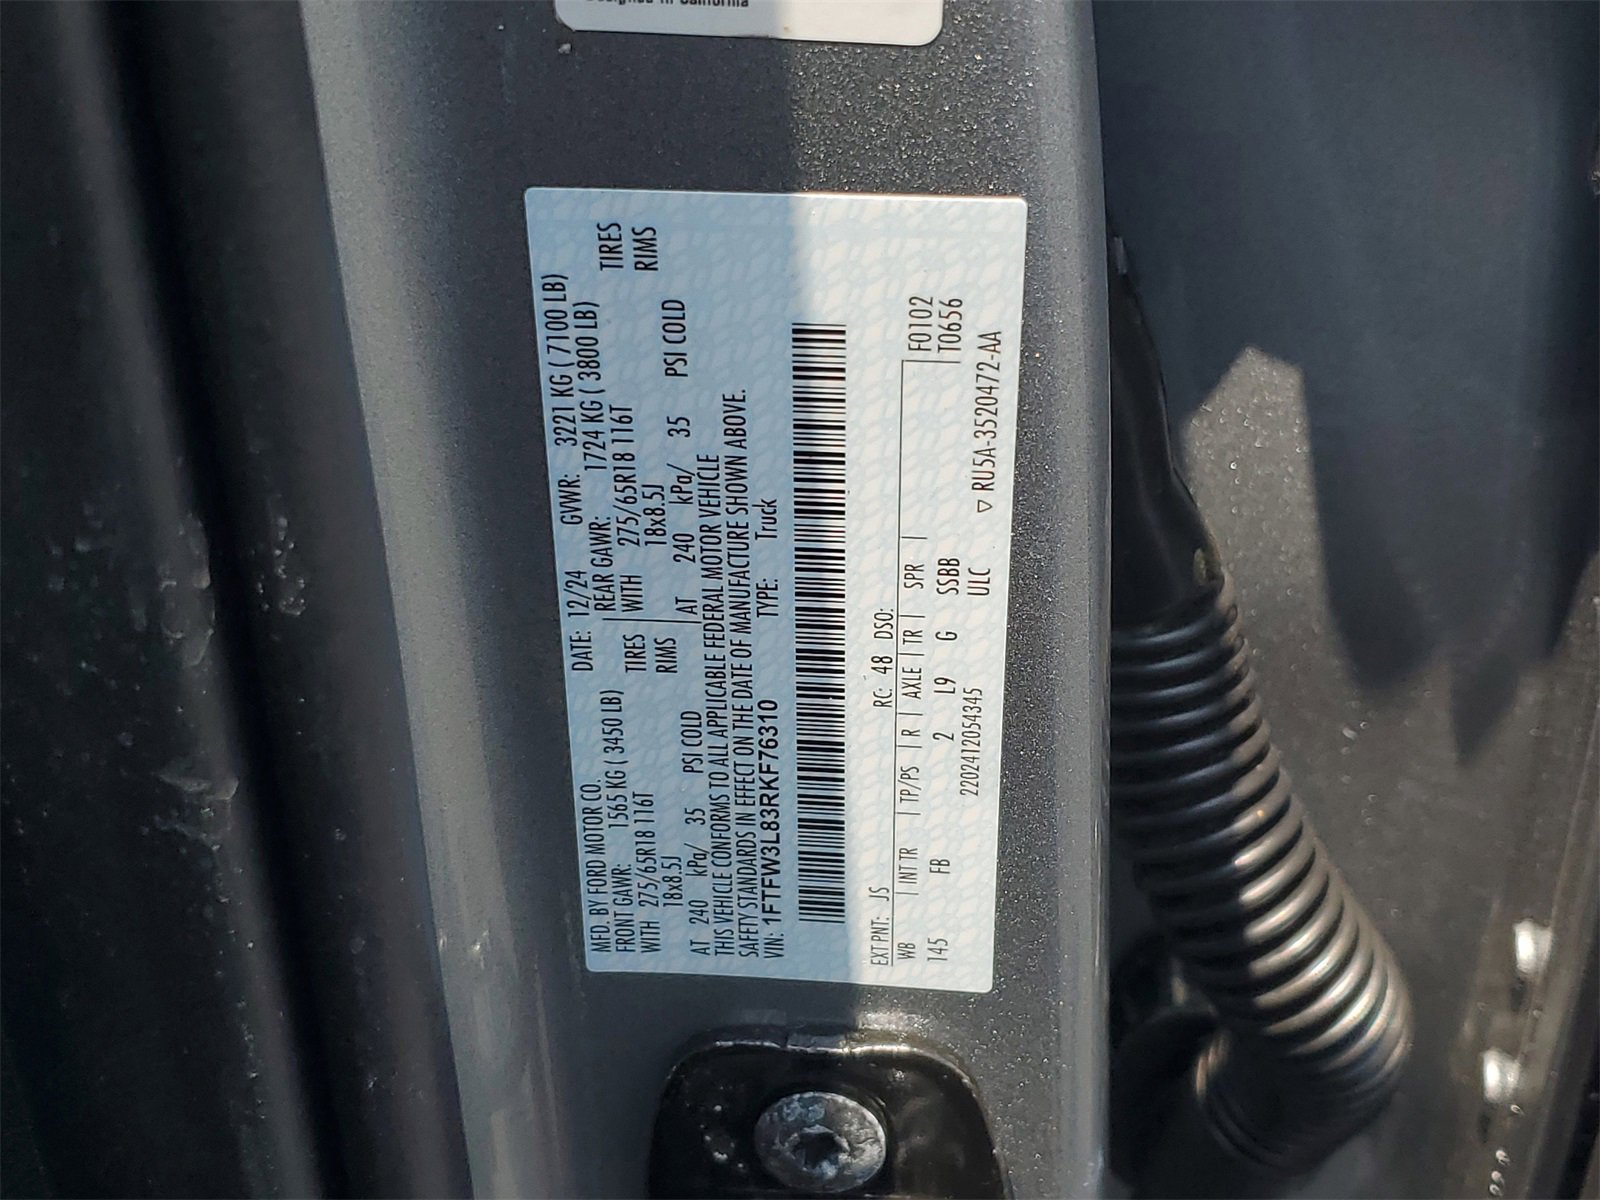 Designed in California
MFD. BY FORD MOTOR CO. DATE: 12/24 GVWR: 3221 KG ( 7100 LB)
FRONT GAWR: 1565 KG ( 3450 LB) REAR GAWR: 1724 KG ( 3800 LB)
WITH 275/65R18 116T TIRES WITH 275/65R18 116T TIRES
18x8.5J RIMS 18x8.5J RIMS
AT 240 kPa/ 35 PSI COLD AT 240 kPa/ 35 PSI COLD
THIS VEHICLE CONFORMS TO ALL APPLICABLE FEDERAL MOTOR VEHICLE
SAFETY STANDARDS IN EFFECT ON THE DATE OF MANUFACTURE SHOWN ABOVE.
VIN: 1FTFW3L83RKF76310 TYPE: Truck
EXT PNT: JS RC: 48 DSO:
WB INT TR TP/PS R AXLE TR SPR F0102
145 FB 2 L9 G SSBB T0656
220241205434​5 ULC ▽ RU5A-3520472-AA